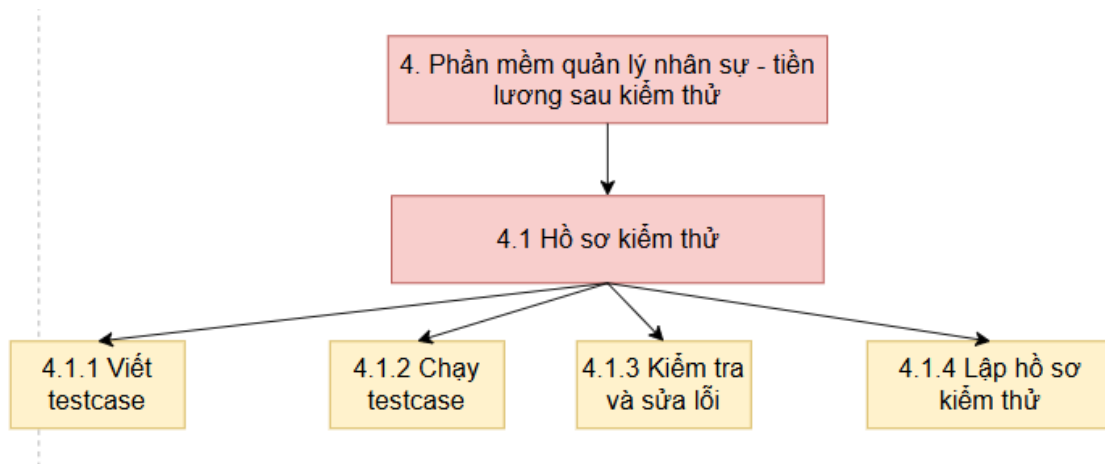 4. Phần mềm quản lý nhân sự - tiền
lương sau kiểm thử
4.1 Hồ sơ kiểm thử
4.1.1 Viết
testcase
4.1.2 Chạy
testcase
4.1.3 Kiểm tra
và sửa lỗi
4.1.4 Lập hồ sơ
kiểm thử